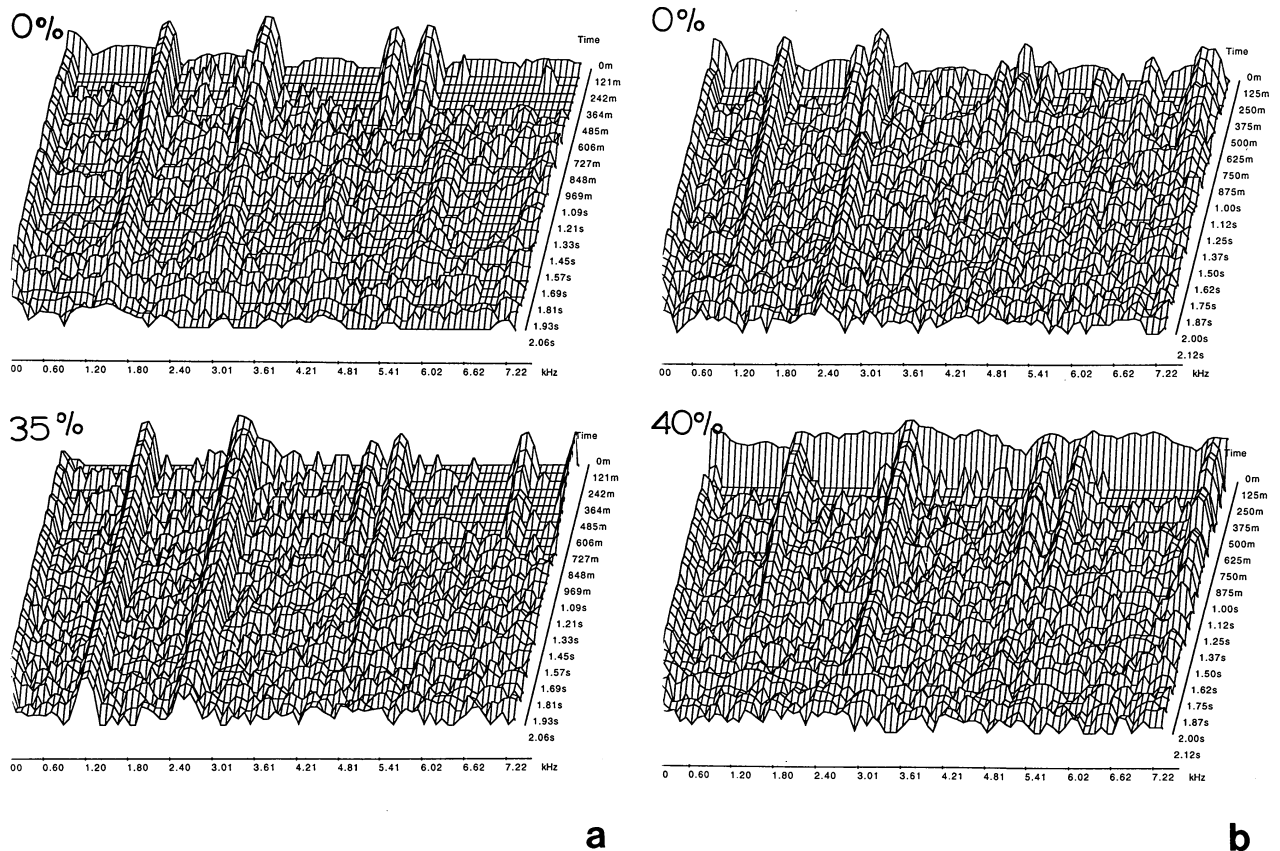 0%
Time
0m
121m
242m
364m
485m
606m
727m
848m
969m
1.09s
1.21s
1.33s
1.45s
1.57s
1.69s
1.81s
1.93s
2.06s
00 0.60 1.20 1.80 2.40 3.01 3.61 4.21 4.81 5.41 6.02 6.62 7.22 kHz
0%
Time
0m
125m
250m
375m
500m
625m
750m
875m
1.00s
1.12s
1.25s
1.37s
1.50s
1.62s
1.75s
1.87s
2.00s
2.12s
0 0.60 1.20 1.80 2.40 3.01 3.61 4.21 4.81 5.41 6.02 6.62 7.22 kHz
35%
Time
0m
121m
242m
364m
485m
606m
727m
848m
969m
1.09s
1.21s
1.33s
1.45s
1.57s
1.69s
1.81s
1.93s
2.06s
00 0.60 1.20 1.80 2.40 3.01 3.61 4.21 4.81 5.41 6.02 6.62 7.22 kHz
40%
Time
0m
125m
250m
375m
500m
625m
750m
875m
1.00s
1.12s
1.25s
1.37s
1.50s
1.62s
1.75s
1.87s
2.00s
2.12s
0 0.60 1.20 1.80 2.40 3.01 3.61 4.21 4.81 5.41 6.02 6.62 7.22 kHz
a
b